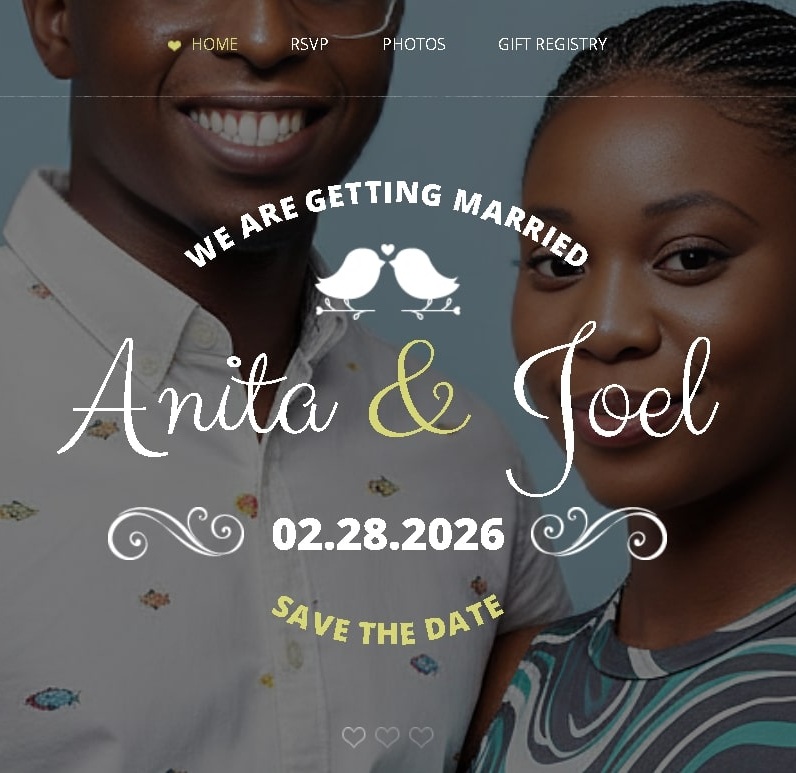 HOME RSVP PHOTOS GIFT REGISTRY
WE ARE GETTING MARRIED
Anita & Joel
02.28.2026
SAVE THE DATE